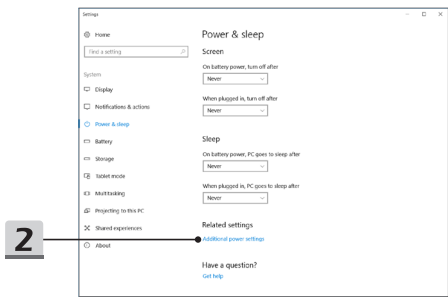 Settings
Home
Find a setting
System
Display
Notifications & actions
Power & sleep
Battery
Storage
Tablet mode
Multitasking
Projecting to this PC
Shared experiences
About
Power & sleep
Screen
On battery power, turn off after
Never
When plugged in, turn off after
Never
Sleep
On battery power, PC goes to sleep after
Never
When plugged in, PC goes to sleep after
Never
Related settings
Additional power settings
Have a question?
Get help
2